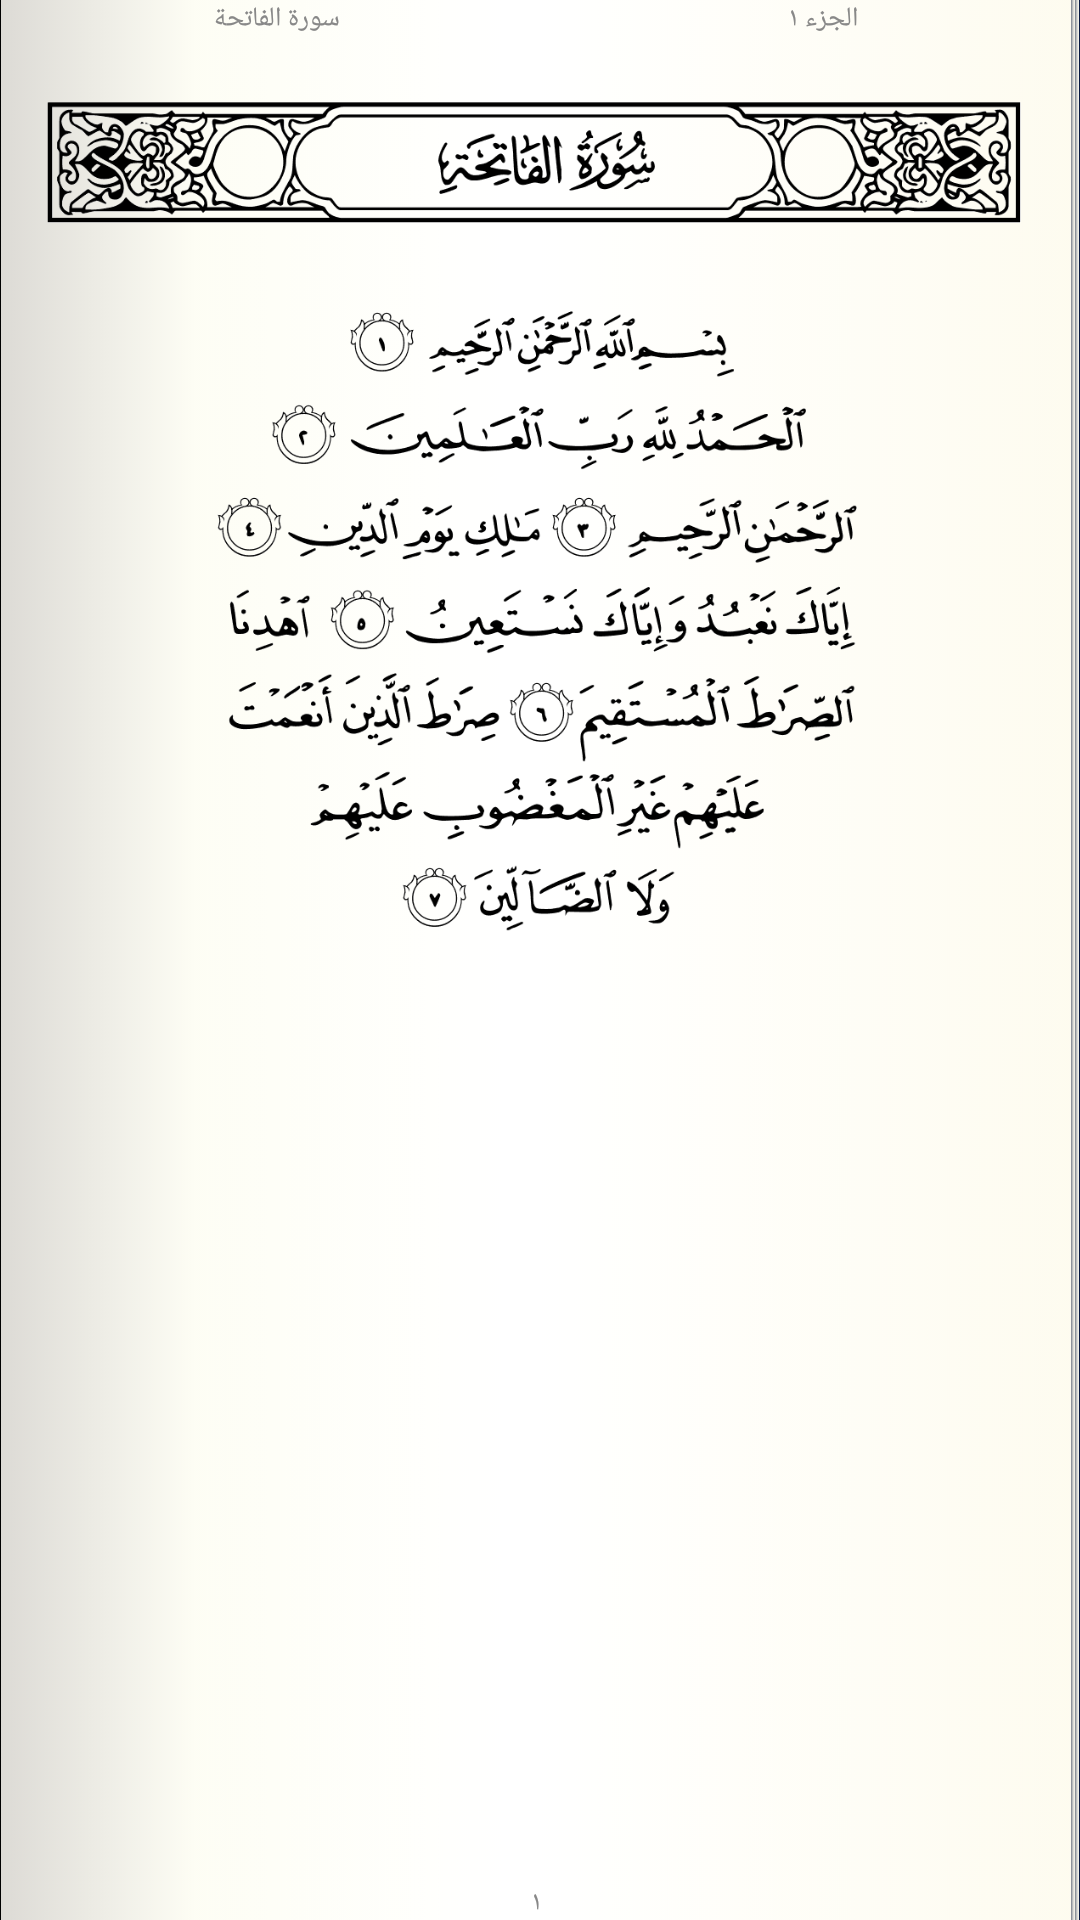 الجزء ١
سورة الفاتحة
سُورَةُ الفَاتِحَةِ
بِسۡمِ ٱللَّهِ ٱلرَّحۡمَٰنِ ٱلرَّحِيمِ ١
ٱلۡحَمۡدُ لِلَّهِ رَبِّ ٱلۡعَٰلَمِينَ ٢
ٱلرَّحۡمَٰنِ ٱلرَّحِيمِ ٣ مَٰلِكِ يَوۡمِ ٱلدِّينِ ٤
إِيَّاكَ نَعۡبُدُ وَإِيَّاكَ نَسۡتَعِينُ ٥ ٱهۡدِنَا
ٱلصِّرَٰطَ ٱلۡمُسۡتَقِيمَ ٦ صِرَٰطَ ٱلَّذِينَ أَنۡعَمۡتَ
عَلَيۡهِمۡ غَيۡرِ ٱلۡمَغۡضُوبِ عَلَيۡهِمۡ
وَلَا ٱلضَّآلِّينَ ٧
١